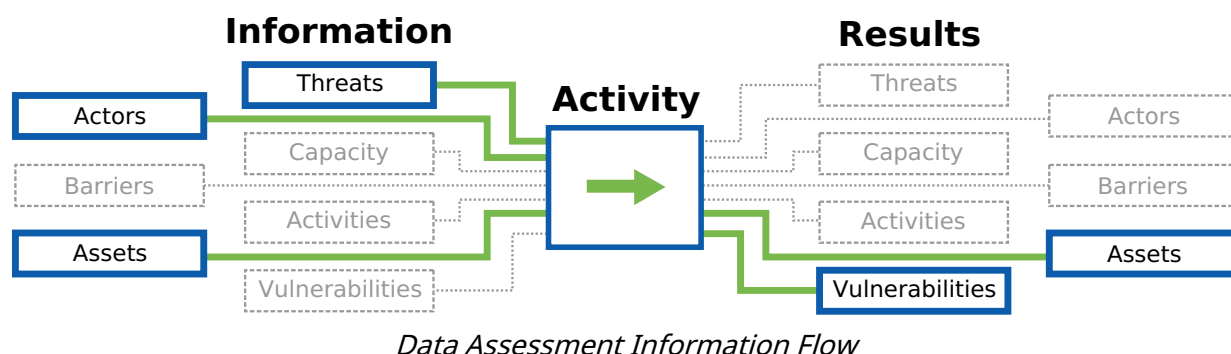 Information
Results
Activity
Threats
Actors
Capacity
Barriers
Activities
Assets
Vulnerabilities
Threats
Actors
Capacity
Barriers
Activities
Assets
Vulnerabilities
Data Assessment Information Flow